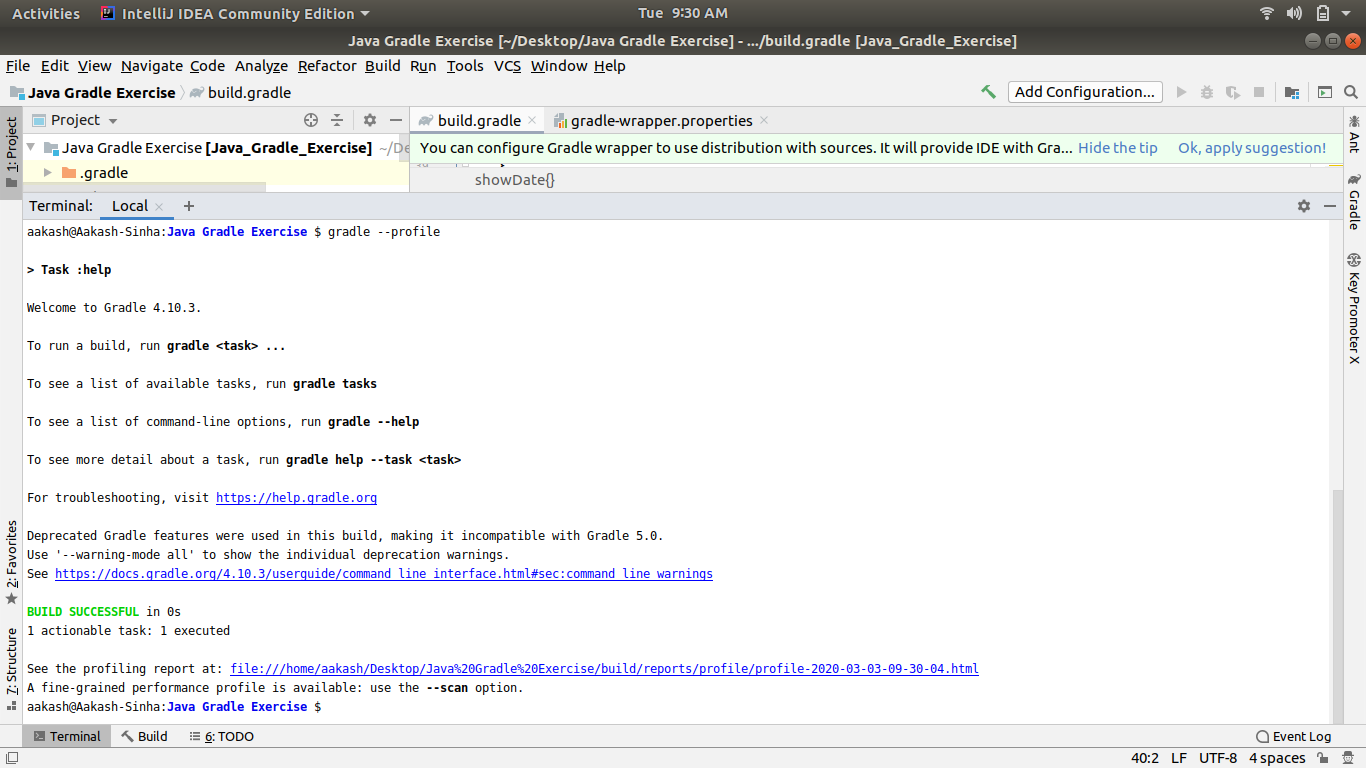 Activities IntelliJ IDEA Community Edition Tue 9:30 AM
Java Gradle Exercise [~/Desktop/Java Gradle Exercise] - .../build.gradle [Java_Gradle_Exercise]
File Edit View Navigate Code Analyze Refactor Build Run Tools VCS Window Help
Java Gradle Exercise build.gradle Add Configuration...
1: Project
Project
build.gradle gradle-wrapper.properties
Java Gradle Exercise [Java_Gradle_Exercise] ~/De
You can configure Gradle wrapper to use distribution with sources. It will provide IDE with Gra... Hide the tip Ok, apply suggestion!
.gradle
showDate{}
Ant
Gradle
Key Promoter X
Terminal: Local +
aakash@Aakash-Sinha:Java Gradle Exercise $ gradle --profile
> Task :help
Welcome to Gradle 4.10.3.
To run a build, run gradle <task> ...
To see a list of available tasks, run gradle tasks
To see a list of command-line options, run gradle --help
To see more detail about a task, run gradle help --task <task>
For troubleshooting, visit https://help.gradle.org
Deprecated Gradle features were used in this build, making it incompatible with Gradle 5.0.
Use '--warning-mode all' to show the individual deprecation warnings.
See https://docs.gradle.org/4.10.3/userguide/command_line_interface.html#sec:command_line_warnings
BUILD SUCCESSFUL in 0s
1 actionable task: 1 executed
See the profiling report at: file:///home/aakash/Desktop/Java%20Gradle%20Exercise/build/reports/profile/profile-2020-03-03-09-30-04.html
A fine-grained performance profile is available: use the --scan option.
aakash@Aakash-Sinha:Java Gradle Exercise $
2: Favorites
7: Structure
Terminal Build 6: TODO Event Log
40:2 LF UTF-8 4 spaces